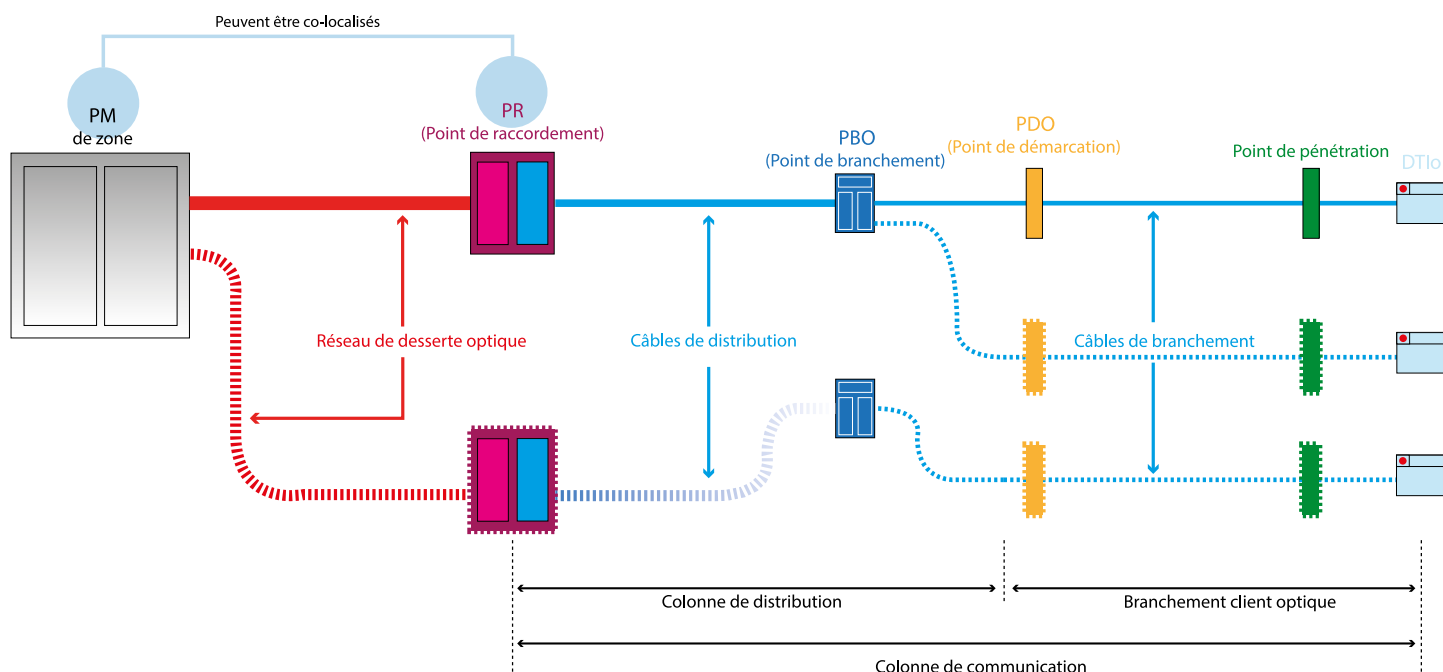 Peuvent être co-localisés
PM
de zone
PR
(Point de raccordement)
PBO
(Point de branchement)
PDO
(Point de démarcation)
Point de pénétration
DTIo
Réseau de desserte optique
Câbles de distribution
Câbles de branchement
Colonne de distribution
Branchement client optique
Colonne de communication